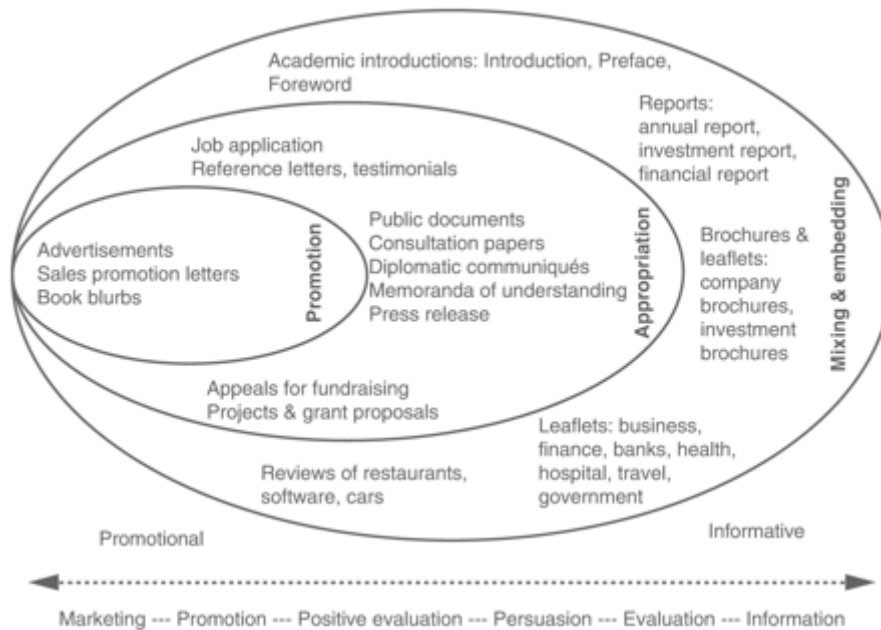 Academic introductions: Introduction, Preface,
Foreword
Reports:
annual report,
investment report,
financial report
Job application
Reference letters, testimonials
Advertisements
Sales promotion letters
Book blurbs
Promotion
Public documents
Consultation papers
Diplomatic communiqués
Memoranda of understanding
Press release
Appropriation
Brochures &
leaflets:
company
brochures,
investment
brochures
Mixing & embedding
Appeals for fundraising
Projects & grant proposals
Leaflets: business,
finance, banks, health,
hospital, travel,
government
Reviews of restaurants,
software, cars
Promotional
Informative
Marketing --- Promotion --- Positive evaluation --- Persuasion --- Evaluation --- Information